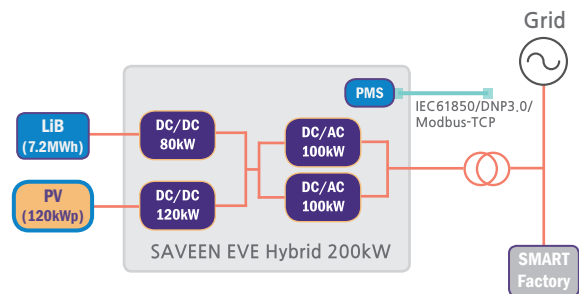 Grid
PMS
IEC61850/DNP3.0/
Modbus-TCP
LiB
(7.2MWh)
DC/DC
80kW
DC/AC
100kW
PV
(120kWp)
DC/DC
120kW
DC/AC
100kW
SAVEEN EVE Hybrid 200kW
SMART
Factory